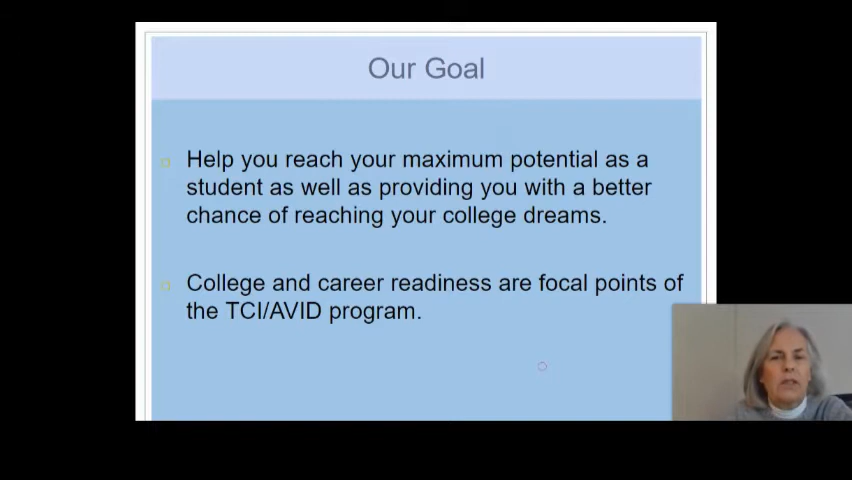 Our Goal
Help you reach your maximum potential as a
student as well as providing you with a better
chance of reaching your college dreams.
College and career readiness are focal points of
the TCI/AVID program.